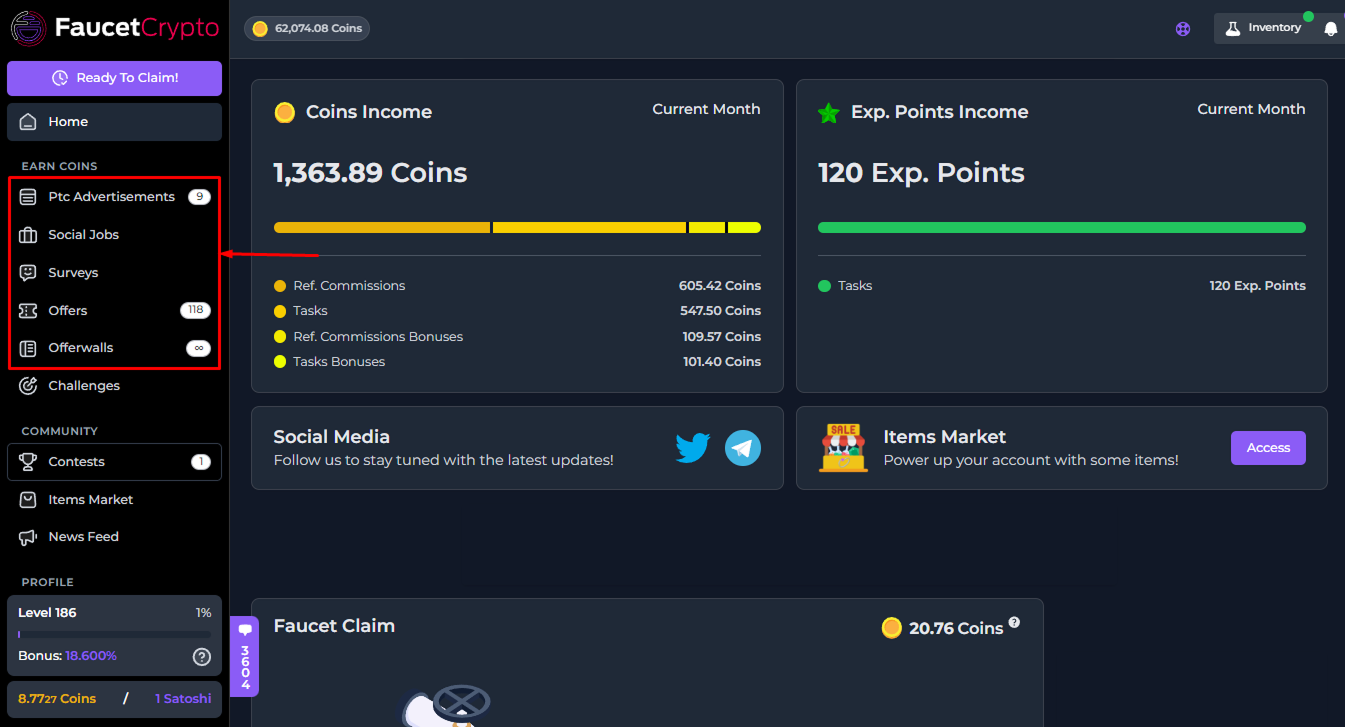 FaucetCrypto
62,074.08 Coins
Inventory
Ready To Claim!
Home
EARN COINS
Ptc Advertisements 9
Social Jobs
Surveys
Offers 118
Offerwalls ∞
Challenges
COMMUNITY
Contests 1
Items Market
News Feed
PROFILE
Level 186 1%
Bonus: 18.600% ?
8.7727 Coins / 1 Satoshi
3604
Coins Income Current Month
1,363.89 Coins
Ref. Commissions 605.42 Coins
Tasks 547.50 Coins
Ref. Commissions Bonuses 109.57 Coins
Tasks Bonuses 101.40 Coins
Exp. Points Income Current Month
120 Exp. Points
Tasks 120 Exp. Points
Social Media
Follow us to stay tuned with the latest updates!
SALE
Items Market
Power up your account with some items!
Access
Faucet Claim 20.76 Coins ?